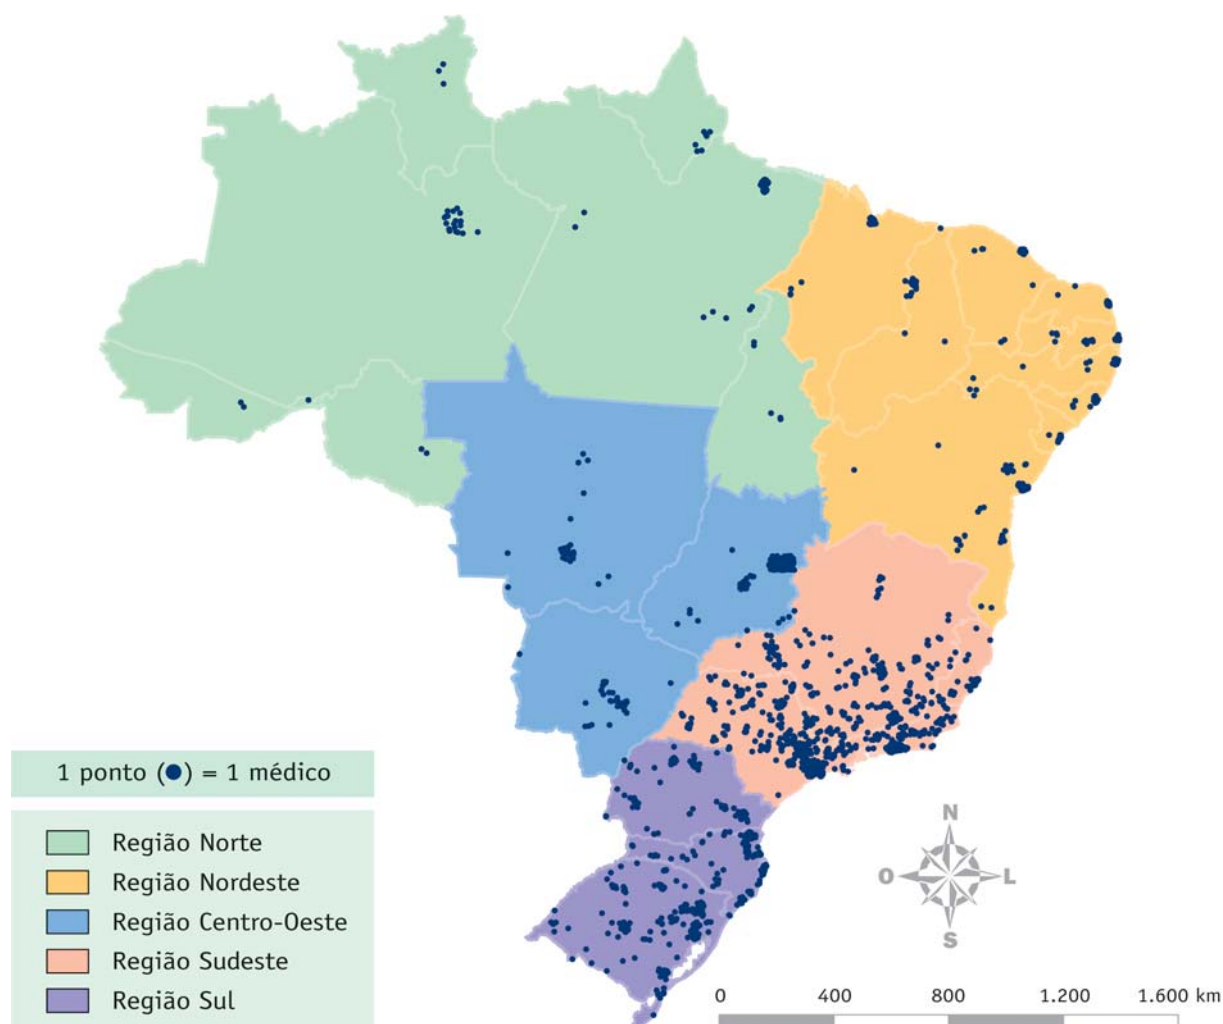 1 ponto (●) = 1 médico
Região Norte
Região Nordeste
Região Centro-Oeste
Região Sudeste
Região Sul
N
O L
S
0 400 800 1.200 1.600 km